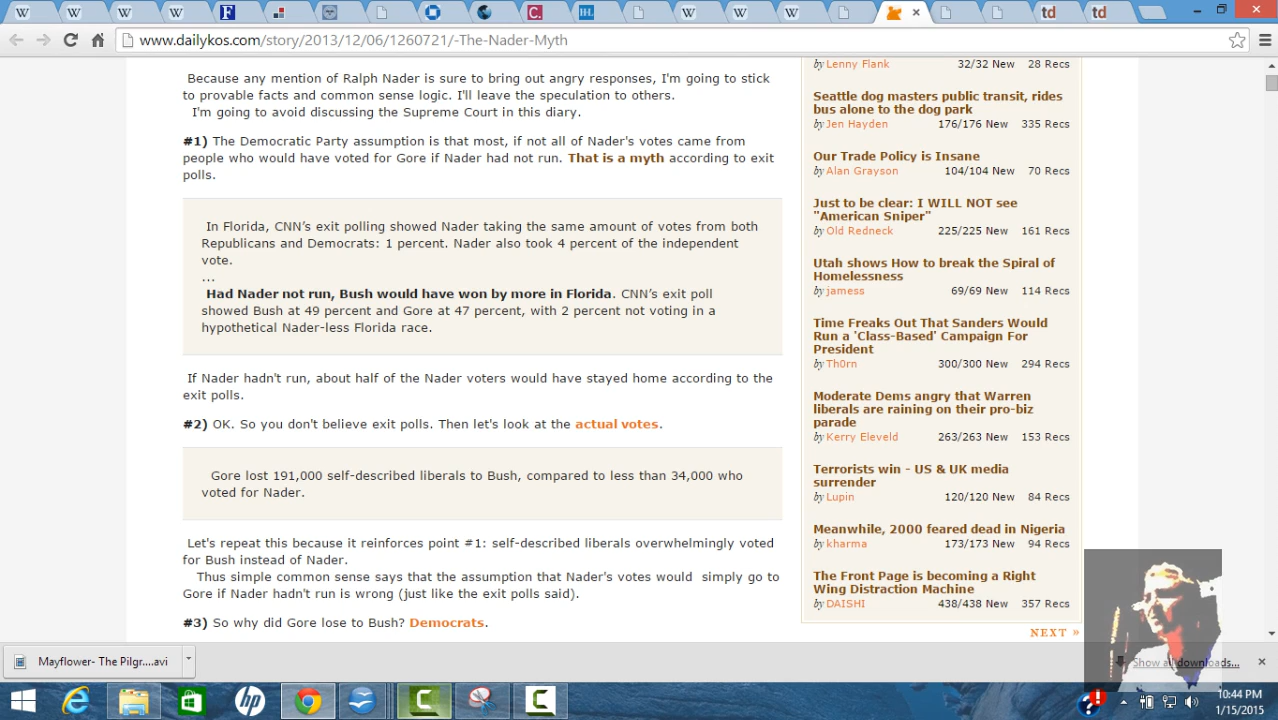 www.dailykos.com/story/2013/12/06/1260721/-The-Nader-Myth
Because any mention of Ralph Nader is sure to bring out angry responses, I'm going to stick
to provable facts and common sense logic. I'll leave the speculation to others.
I'm going to avoid discussing the Supreme Court in this diary.
#1) The Democratic Party assumption is that most, if not all of Nader's votes came from
people who would have voted for Gore if Nader had not run. That is a myth according to exit
polls.
In Florida, CNN’s exit polling showed Nader taking the same amount of votes from both
Republicans and Democrats: 1 percent. Nader also took 4 percent of the independent
vote.
...
Had Nader not run, Bush would have won by more in Florida. CNN’s exit poll
showed Bush at 49 percent and Gore at 47 percent, with 2 percent not voting in a
hypothetical Nader-less Florida race.
If Nader hadn't run, about half of the Nader voters would have stayed home according to the
exit polls.
#2) OK. So you don't believe exit polls. Then let's look at the actual votes.
Gore lost 191,000 self-described liberals to Bush, compared to less than 34,000 who
voted for Nader.
Let's repeat this because it reinforces point #1: self-described liberals overwhelmingly voted
for Bush instead of Nader.
Thus simple common sense says that the assumption that Nader's votes would simply go to
Gore if Nader hadn't run is wrong (just like the exit polls said).
#3) So why did Gore lose to Bush? Democrats.
by Lenny Flank 32/32 New 28 Recs
Seattle dog masters public transit, rides
bus alone to the dog park
by Jen Hayden 176/176 New 335 Recs
Our Trade Policy is Insane
by Alan Grayson 104/104 New 70 Recs
Just to be clear: I WILL NOT see
"American Sniper"
by Old Redneck 225/225 New 161 Recs
Utah shows How to break the Spiral of
Homelessness
by jamess 69/69 New 114 Recs
Time Freaks Out That Sanders Would
Run a 'Class-Based' Campaign For
President
by Th0rn 300/300 New 294 Recs
Moderate Dems angry that Warren
liberals are raining on their pro-biz
parade
by Kerry Eleveld 263/263 New 153 Recs
Terrorists win - US & UK media
surrender
by Lupin 120/120 New 84 Recs
Meanwhile, 2000 feared dead in Nigeria
by kharma 173/173 New 94 Recs
The Front Page is becoming a Right
Wing Distraction Machine
by DAISHI 438/438 New 357 Recs
NEXT »
Mayflower- The Pilgr....avi
Show all downloads...
10:44 PM
1/15/2015